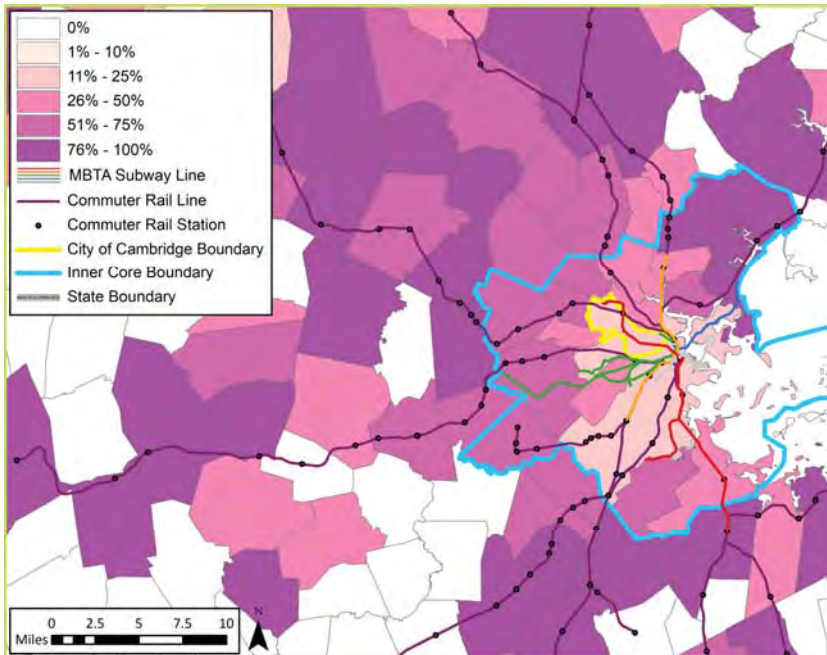 0%
1% - 10%
11% - 25%
26% - 50%
51% - 75%
76% - 100%
MBTA Subway Line
Commuter Rail Line
Commuter Rail Station
City of Cambridge Boundary
Inner Core Boundary
State Boundary
N
0 2.5 5 7.5 10
Miles